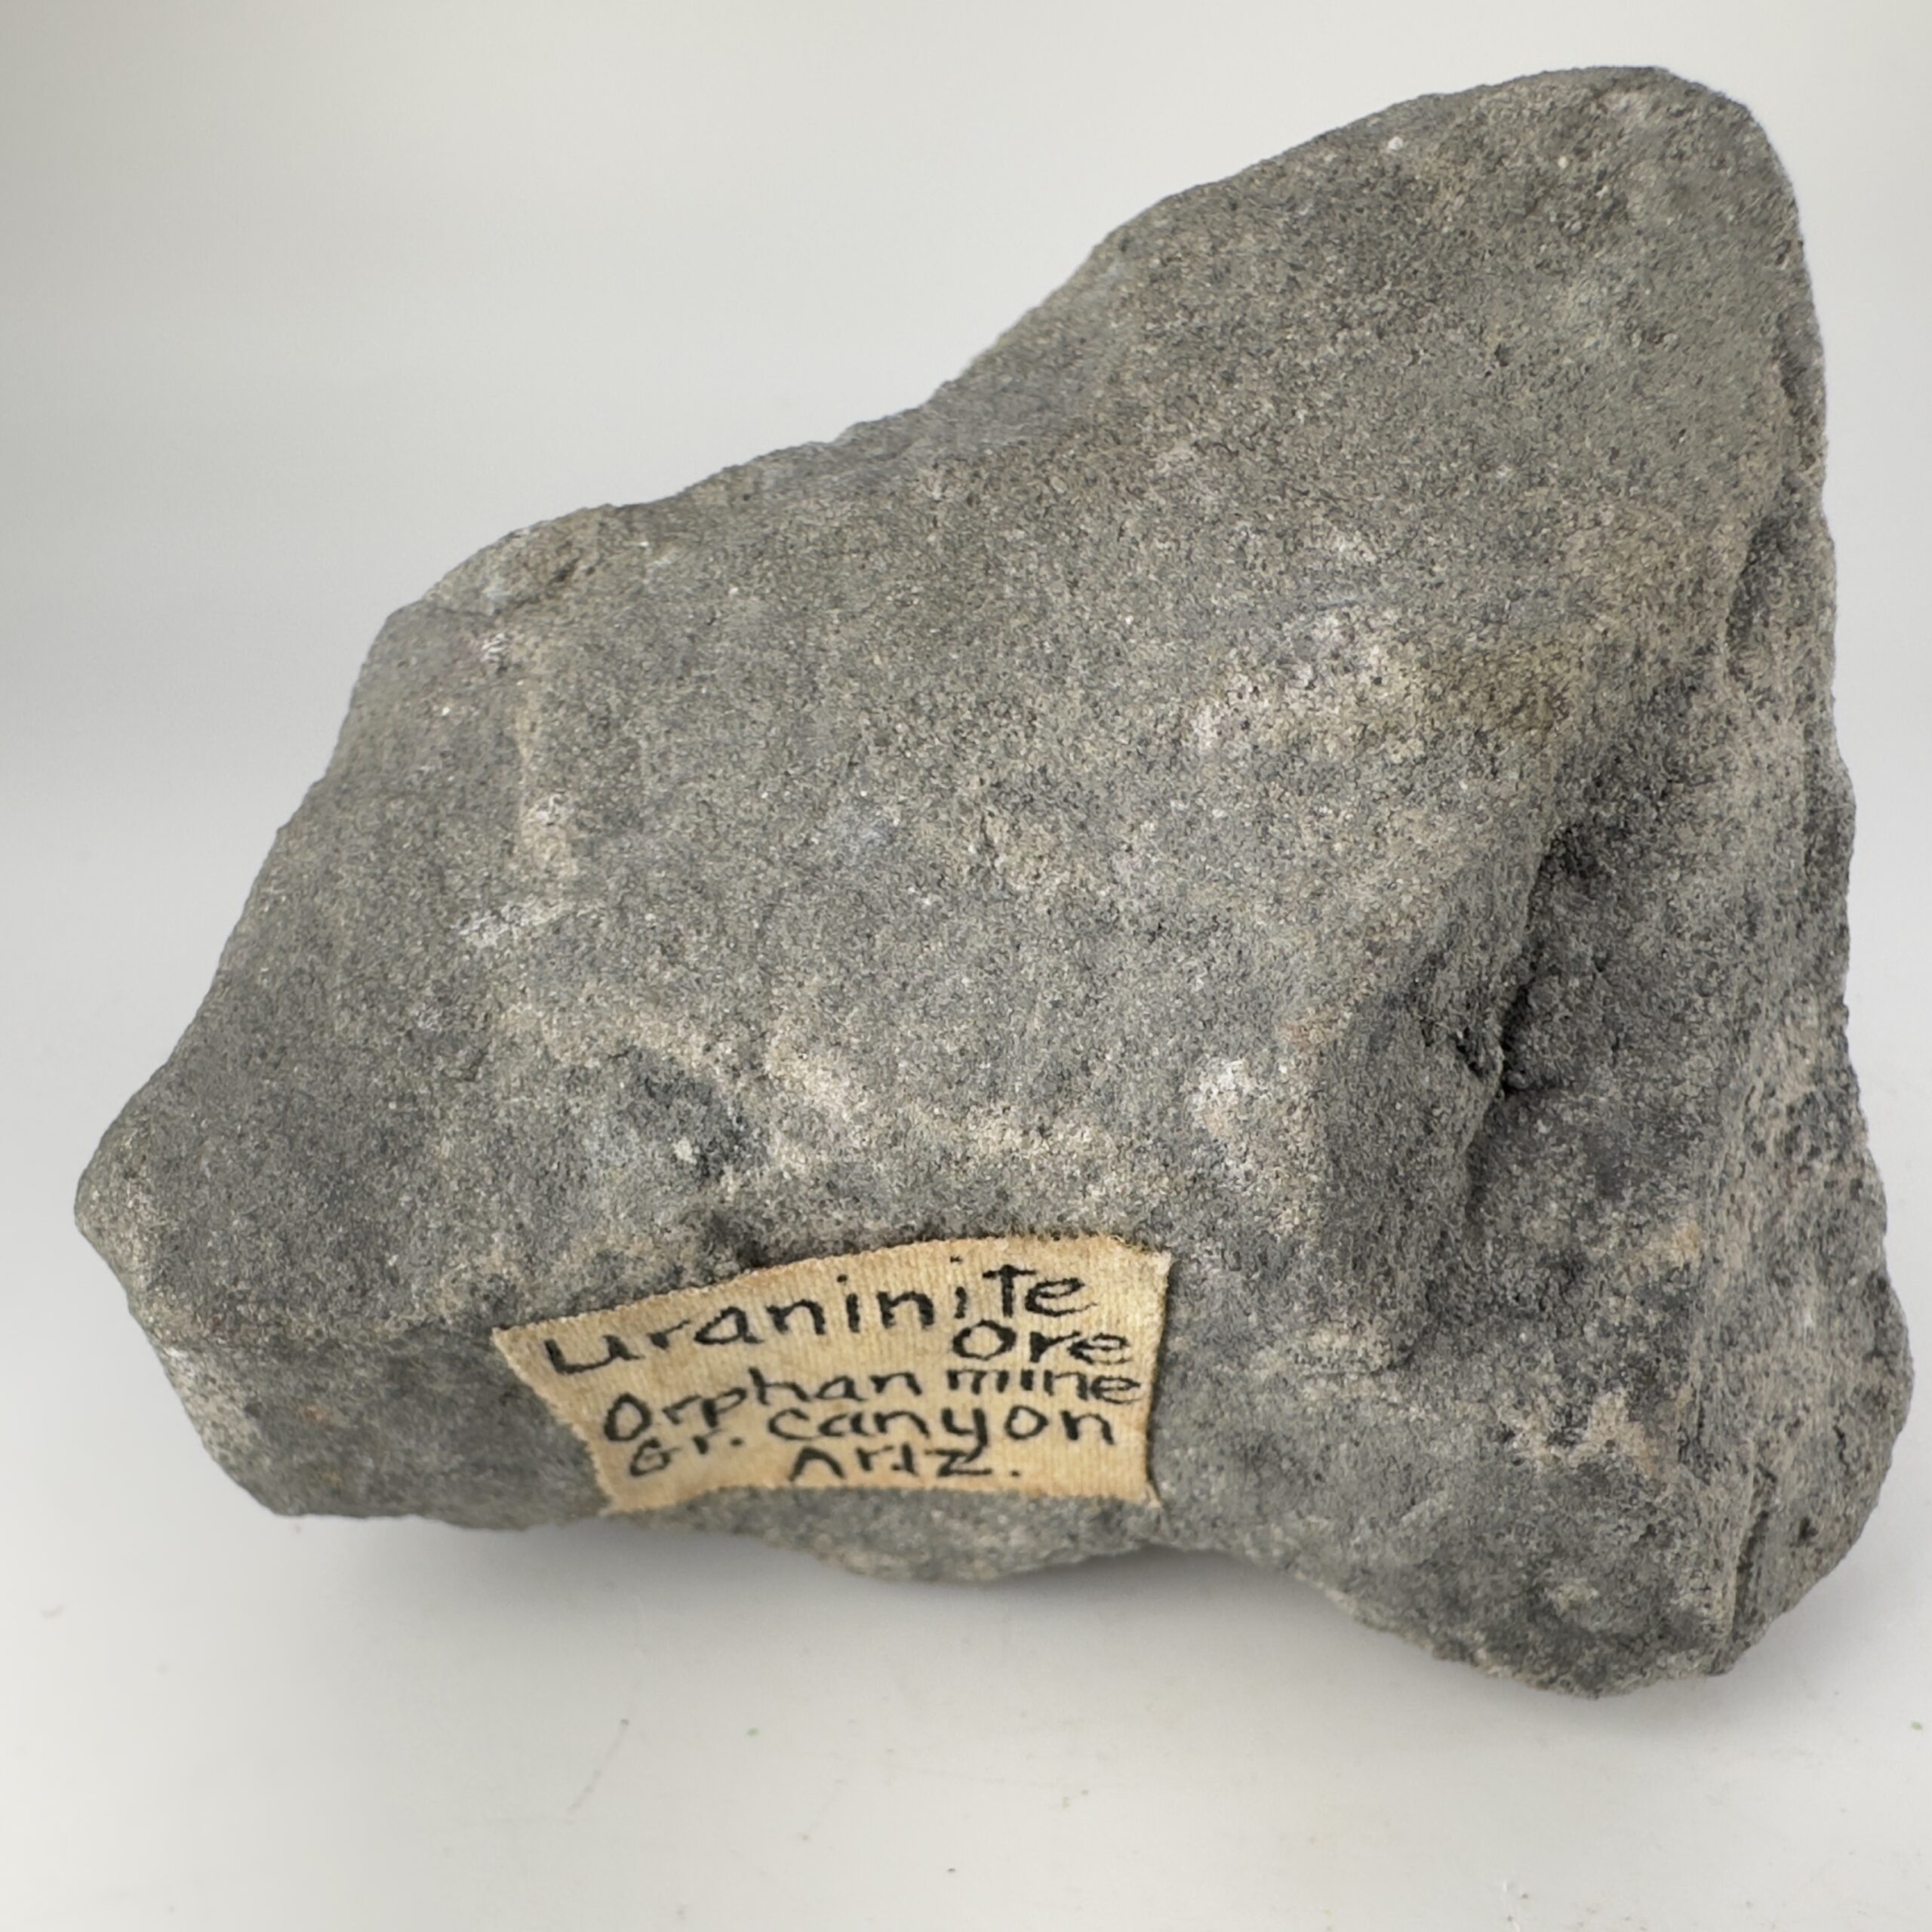 Uraninite
Ore
Orphan mine
Gr. Canyon
Ariz.